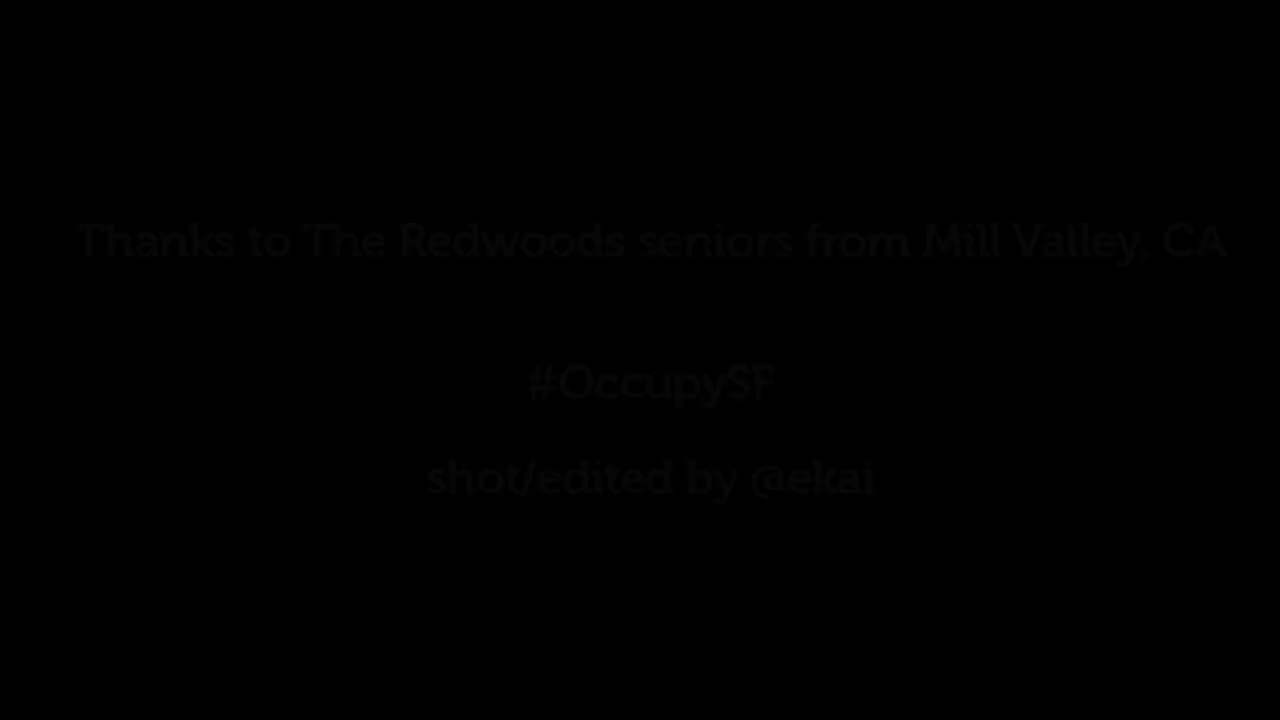 Thanks to The Redwoods seniors from Mill Valley, CA
#OccupySF
shot/edited by @ekai